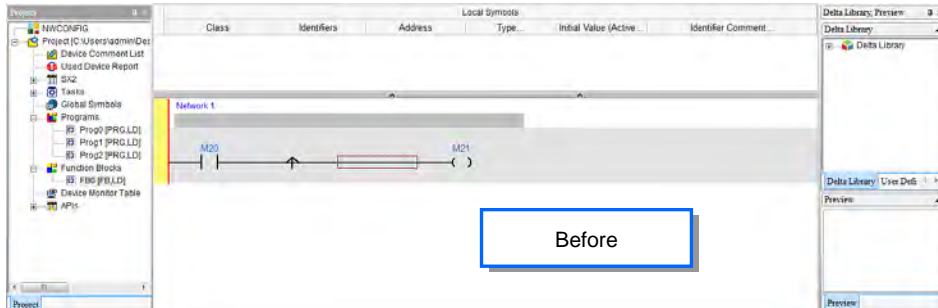 Project
NWCONFIG
Project [C:\Users\admin\Des
Device Comment List
Used Device Report
SX2
Tasks
Global Symbols
Programs
Prog0 [PRG,LD]
Prog1 [PRG,LD]
Prog2 [PRG,LD]
Function Blocks
FB0 [FB,LD]
Device Monitor Table
APIs
Project
Local Symbols
Class Identifiers Address Type... Initial Value (Active ... Identifier Comment...
Network 1
M20 M21
Before
Delta Library, Preview
Delta Library
Delta Library
Delta Library User Defi
Preview
Preview